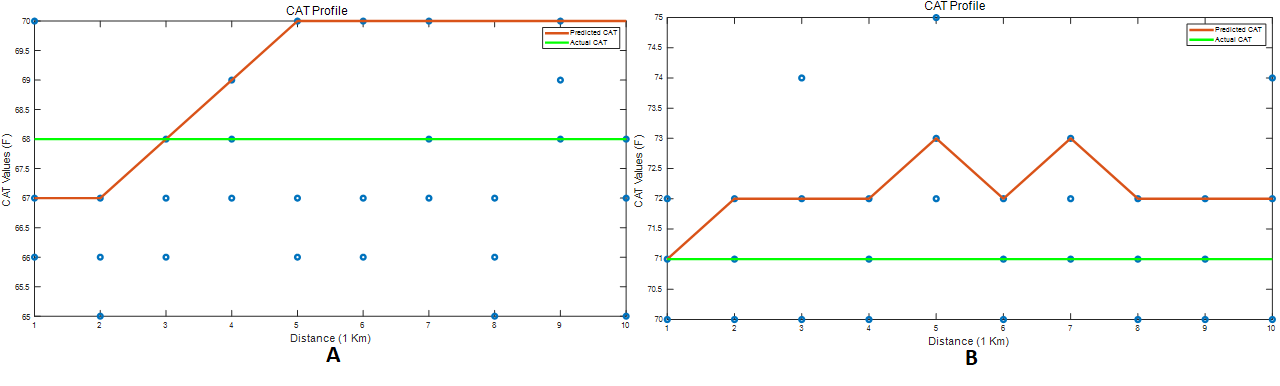 CAT Profile
70
69.5
69
68.5
68
67.5
67
66.5
66
65.5
65
CAT Values (F)
Predicted CAT
Actual CAT
1 2 3 4 5 6 7 8 9 10
Distance (1 Km)
A
CAT Profile
75
74.5
74
73.5
73
72.5
72
71.5
71
70.5
70
CAT Values (F)
Predicted CAT
Actual CAT
1 2 3 4 5 6 7 8 9 10
Distance (1 Km)
B